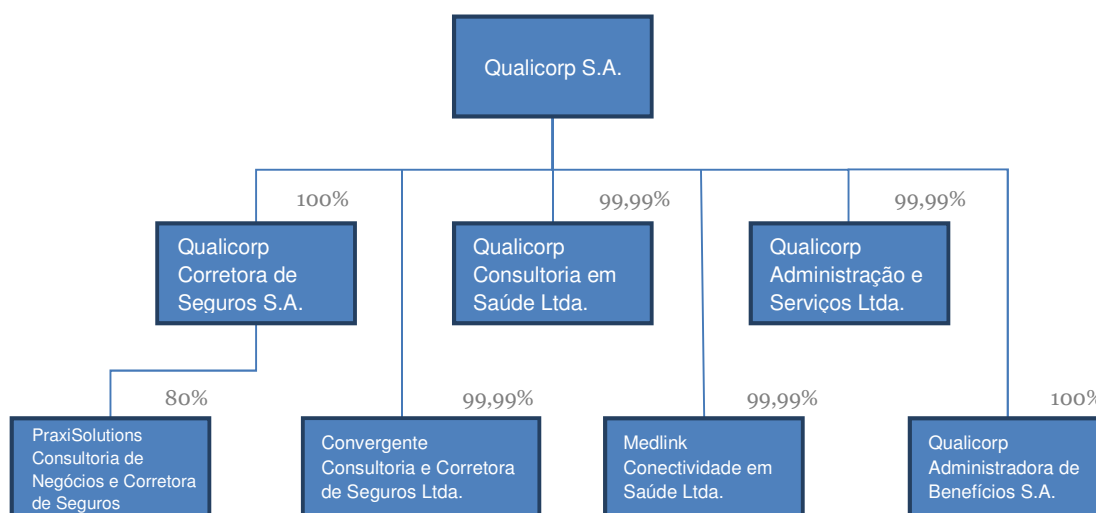 Qualicorp S.A.
100%
99,99%
99,99%
Qualicorp
Corretora de
Seguros S.A.
Qualicorp
Consultoria em
Saúde Ltda.
Qualicorp
Administração e
Serviços Ltda.
80%
99,99%
99,99%
100%
PraxiSolutions
Consultoria de
Negócios e Corretora
de Seguros
Convergente
Consultoria e Corretora
de Seguros Ltda.
Medlink
Conectividade em
Saúde Ltda.
Qualicorp
Administradora de
Benefícios S.A.